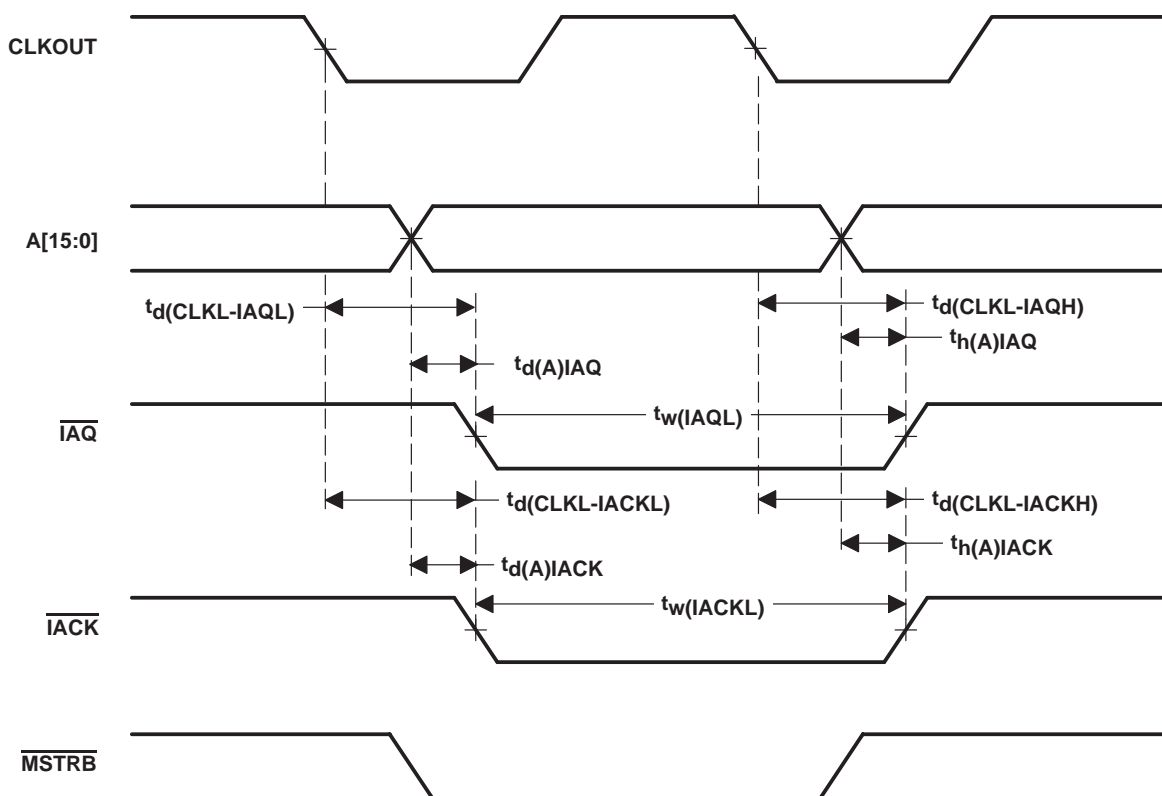 CLKOUT
A[15:0]
td(CLKL-IAQL)
td(CLKL-IAQH)
th(A)IAQ
td(A)IAQ
tw(IAQL)
IAQ
td(CLKL-IACKL)
td(CLKL-IACKH)
th(A)IACK
td(A)IACK
tw(IACKL)
IACK
MSTRB